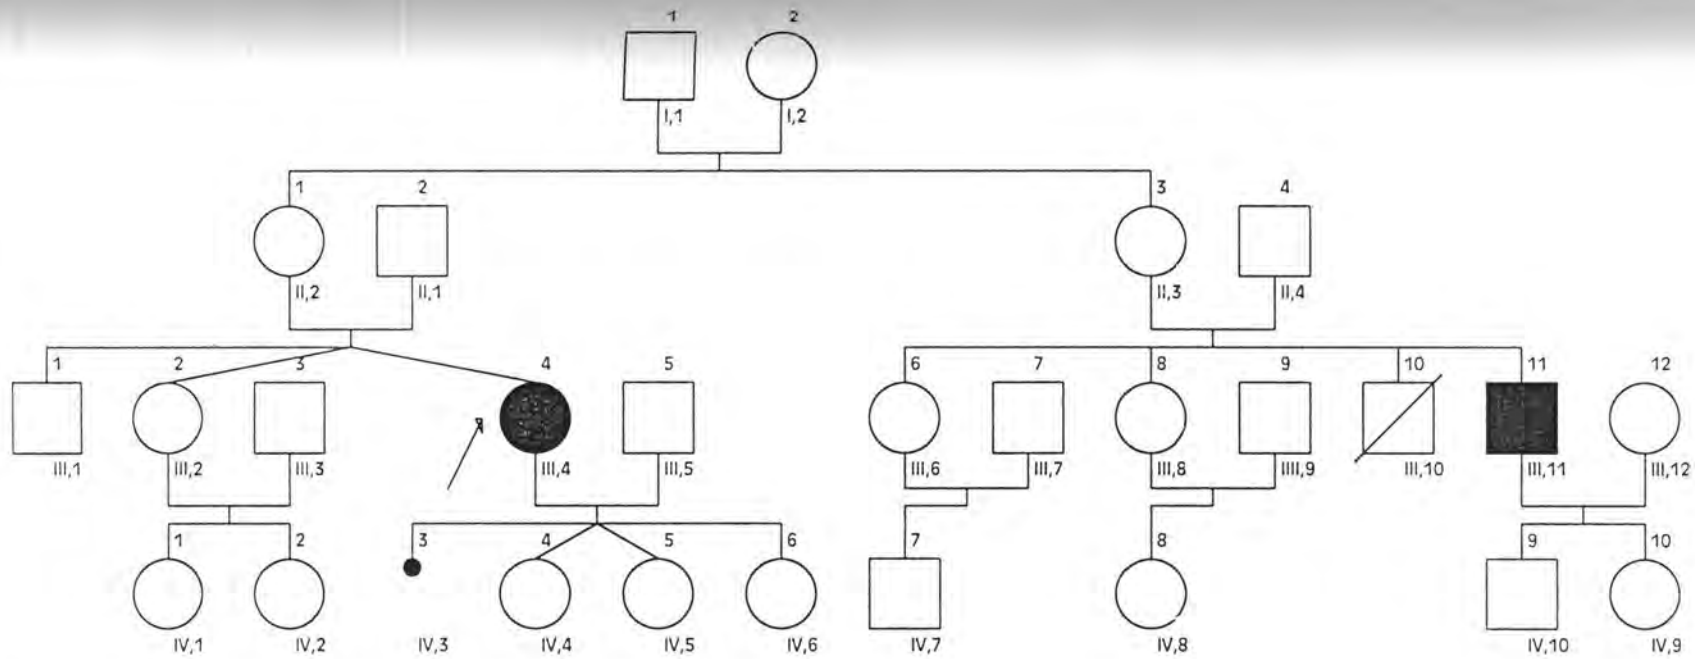 1 2
I,1 I,2
1 2 3 4
II,2 II,1 II,3 II,4
1 2 3 4 5 6 7 8 9 10 11 12
III,1 III,2 III,3 III,4 III,5 III,6 III,7 III,8 IIII,9 III,10 III,11 III,12
1 2 3 4 5 6 7 8 9 10
IV,1 IV,2 IV,3 IV,4 IV,5 IV,6 IV,7 IV,8 IV,10 IV,9